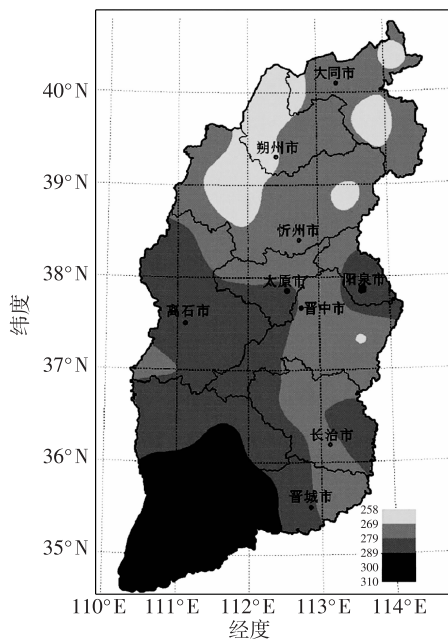 40°N
39°N
38°N
37°N
36°N
35°N
纬度
大同市
朔州市
忻州市
太原市
阳泉市
离石市
晋中市
长治市
晋城市
258
269
279
289
300
310
110°E 111°E 112°E 113°E 114°E
经度